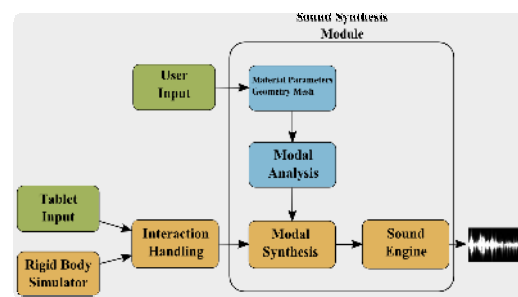 Sound Synthesis
Module
User
Input
Material Parameters
Geometry Mesh
Modal
Analysis
Tablet
Input
Interaction
Handling
Modal
Synthesis
Sound
Engine
Rigid Body
Simulator